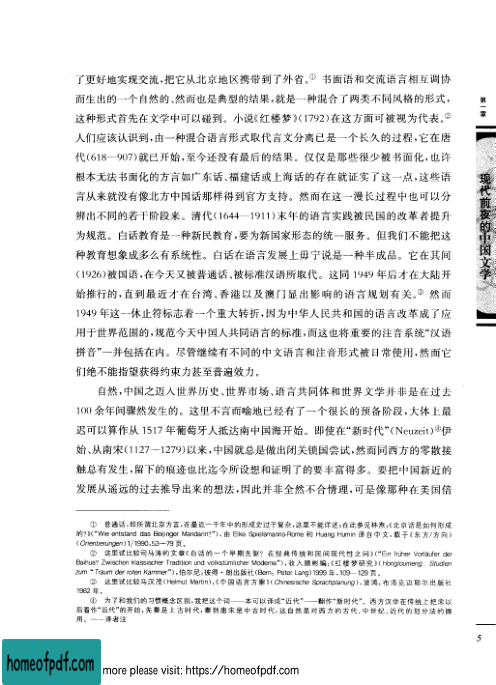 了更好地实现交流,把它从北京地区携带到了外省。① 书面语和交流语言相互调协
而生出的一个自然的、然而也是典型的结果,就是一种混合了两类不同风格的形式,
这种形式首先在文学中可以碰到。小说《红楼梦》(1792)在这方面可被视为代表。②
人们应该认识到,由一种混合语言形式取代言文分离已是一个长久的过程,它在唐
代(618—907)就已开始,至今还没有最后的结果。仅仅是那些很少被书面化,也许
根本无法书面化的方言如广东话、福建话或上海话的存在就证实了这一点,这些语
言从来就没有像北方中国话那样得到官方支持。然而在这一漫长过程中也可以分
辨出不同的若干阶段来。清代(1644—1911)末年的语言实践被民国的改革者提升
为规范。白话教育是一种新民教育,要为新国家形态的统一服务。但我们不能把这
种教育想象成多么有系统性。白话在语言发展上毋宁说是一种半成品。它在其间
(1926)被国语,在今天又被普通话、被标准汉语所取代。这同 1949 年后才在大陆开
始推行的,直到最近才在台湾、香港以及澳门显出影响的语言规划有关。③ 然而
1949 年这一休止符标志着一个重大转折,因为中华人民共和国的语言改革成了应
用于世界范围的,规范今天中国人共同语言的标准,而这也将重要的注音系统“汉语
拼音”一并包括在内。尽管继续有不同的中文语言和注音形式被日常使用,然而它
们绝不能指望获得约束力甚至普遍效力。
自然,中国之迈入世界历史、世界市场、语言共同体和世界文学并非是在过去
100 余年间骤然发生的。这里不言而喻地已经有了一个很长的预备阶段,大体上最
迟可以算作从 1517 年葡萄牙人抵达南中国海开始。即使在“新时代”(Neuzeit)④伊
始、从南宋(1127—1279)以来,中国就总是做出闭关锁国尝试,然而同西方的零散接
触总有发生,留下的痕迹也比迄今所设想和证明了的要丰富得多。要把中国新近的
发展从遥远的过去推导出来的想法,因此并非全然不合情理,可是像那种在美国倍
① 普通话,即所谓北京方言,在最近一千年中的形成史过于复杂,这里不能详述;在此参见林焘:《北京话是如何形成
的?》(“Wie entstand das Beijinger Mandarin?”),由 Elke Spielsmanns-Rome 和 Huang Humin 译自中文,载于《东方/方向》
(Orientierungen) 1/1990,53—79 页。
② 这里试比较司马涛的文章《白话的一个早期先驱? 在经典传统和民间现代性之间》(“Ein früher Vorläufer der
Baihua? Zwischen klassischer Tradition und volkstümlicher Moderne”),收入顾彬编:《红楼梦研究》(Hongloumeng. Studien
zum “Traum der roten Kammer”),伯尔尼,彼得·朗出版社(Bern: Peter Lang) 1999 年,109—129 页。
③ 这里试比较马汉茂(Helmut Martin):《中国语言方案》(Chinesische Sprachplanung),波鸿:布洛克迈耶尔出版社
1982 年。
④ 为了和我们的习惯概念区别,我把这个词——本可以译成“近代”——翻作“新时代”。西方汉学在传统上把宋以
后看作“近代”的开始,先秦是上古时代,秦到唐宋是中古时代,这自然是对西方的古代、中世纪、近代的划分法的挪
用。——译者注
第一章
现代前夜的中国文学
5
homeofpdf.com
more please visit: https://homeofpdf.com